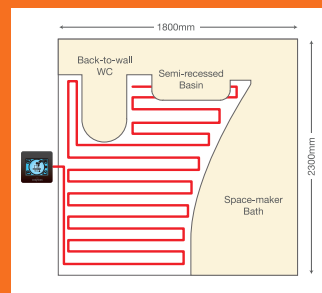 1800mm
Back-to-wall
WC
Semi-recessed
Basin
2300mm
Space-maker
Bath